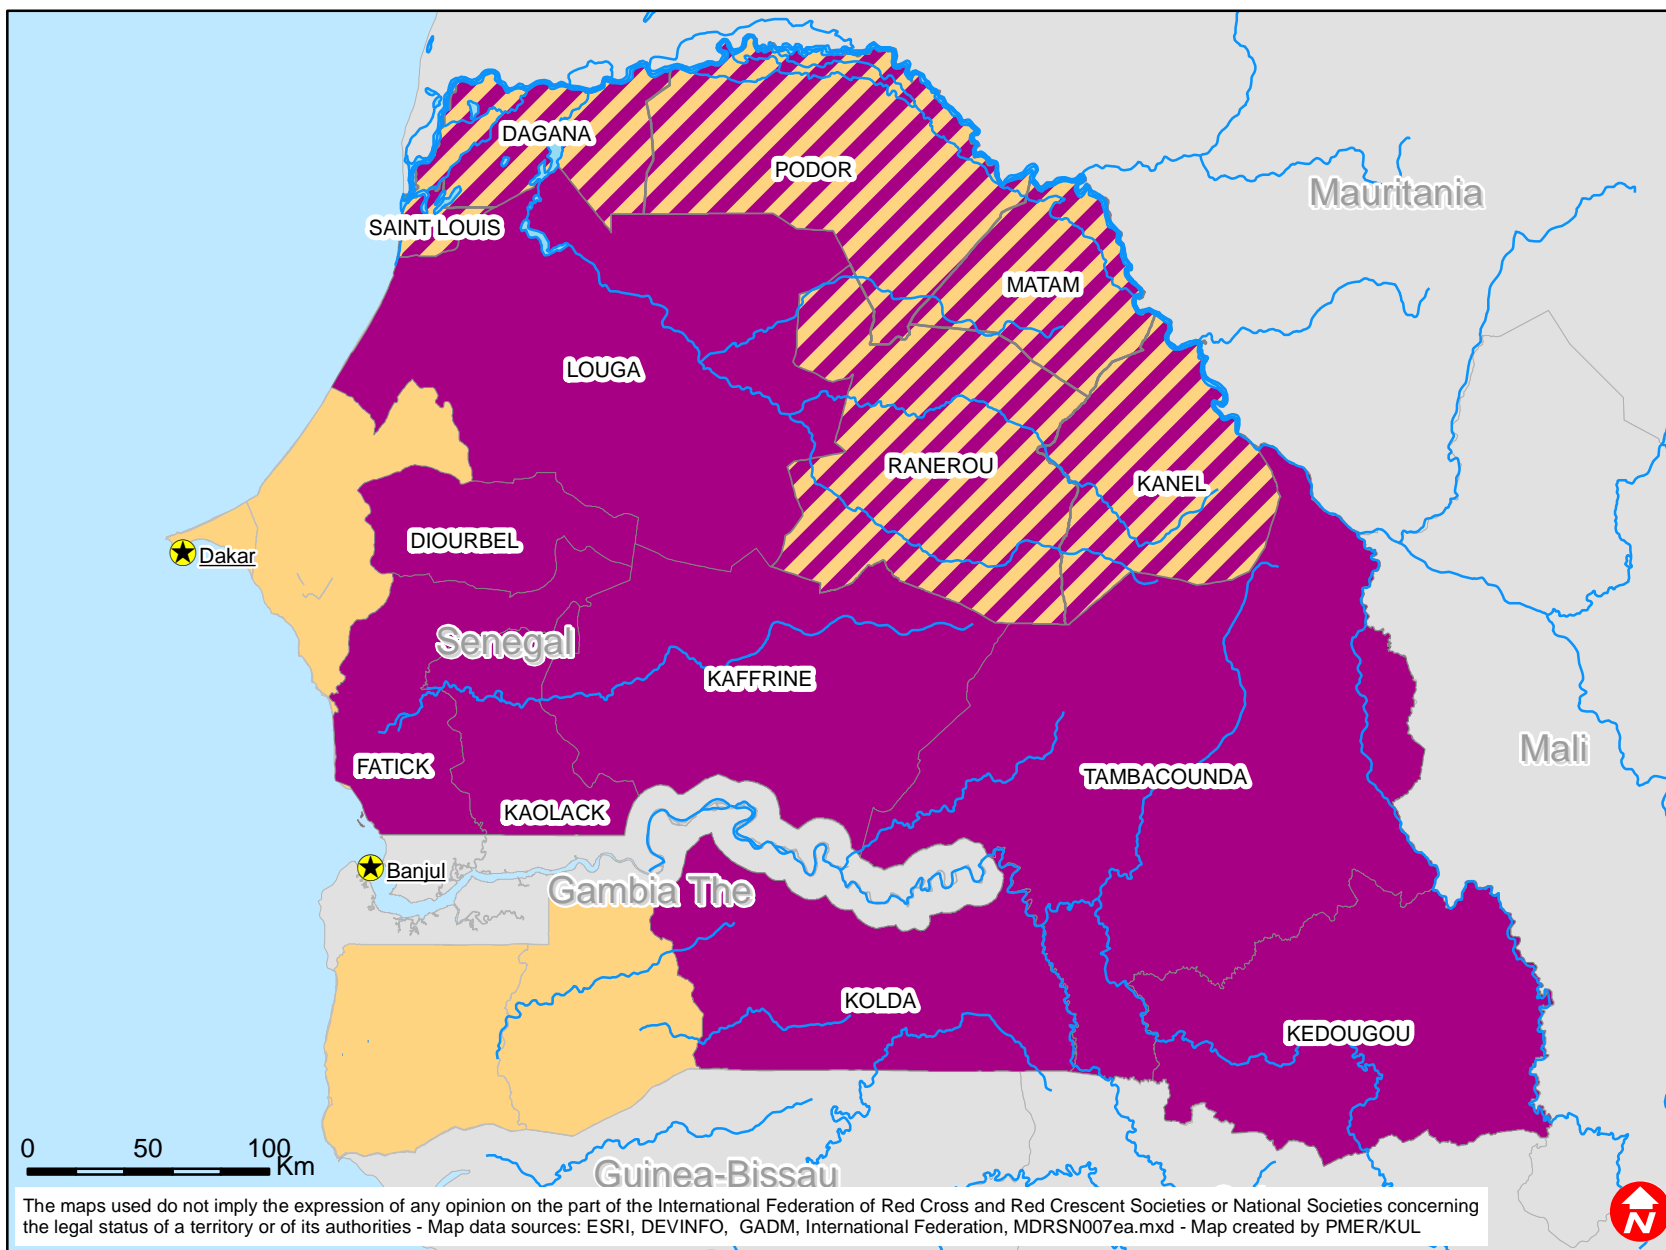 DAGANA
PODOR
Mauritania
SAINT LOUIS
MATAM
LOUGA
RANEROU
KANEL
DIOURBEL
Dakar
Senegal
KAFFRINE
Mali
FATICK
TAMBACOUNDA
KAOLACK
Banjul
Gambia The
KOLDA
KEDOUGOU
0 50 100
Km
Guinea-Bissau
The maps used do not imply the expression of any opinion on the part of the International Federation of Red Cross and Red Crescent Societies or National Societies concerning
the legal status of a territory or of its authorities - Map data sources: ESRI, DEVINFO, GADM, International Federation, MDRSN007ea.mxd - Map created by PMER/KUL
N